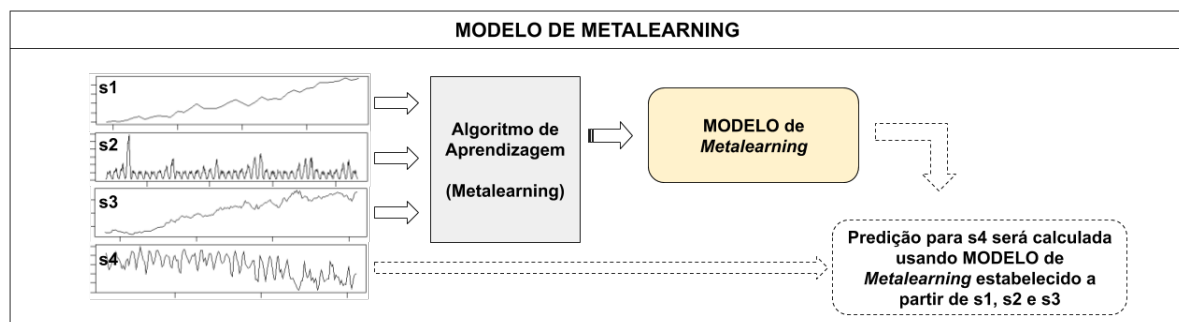 MODELO DE METALEARNING
s1
s2
s3
s4
Algoritmo de
Aprendizagem
(Metalearning)
MODELO de
Metalearning
Predição para s4 será calculada
usando MODELO de
Metalearning estabelecido a
partir de s1, s2 e s3